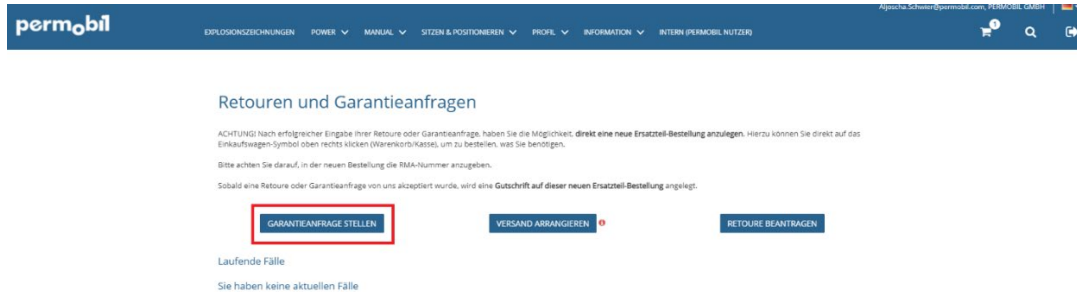 Aljoscha.Schwier@permobil.com, PERMOBIL GMBH
permobil
EXPLOSIONSZEICHNUNGEN POWER MANUAL SITZEN & POSITIONIEREN PROFIL INFORMATION INTERN (PERMOBIL NUTZER)
1
Retouren und Garantieanfragen
ACHTUNG! Nach erfolgreicher Eingabe Ihrer Retoure oder Garantieanfrage, haben Sie die Möglichkeit, direkt eine neue Ersatzteil-Bestellung anzulegen. Hierzu können Sie direkt auf das
Einkaufswagen-Symbol oben rechts klicken (Warenkorb/Kasse), um zu bestellen, was Sie benötigen.
Bitte achten Sie darauf, in der neuen Bestellung die RMA-Nummer anzugeben.
Sobald eine Retoure oder Garantieanfrage von uns akzeptiert wurde, wird eine Gutschrift auf dieser neuen Ersatzteil-Bestellung angelegt.
GARANTIEANFRAGE STELLEN VERSAND ARRANGIEREN RETOURE BEANTRAGEN
Laufende Fälle
Sie haben keine aktuellen Fälle